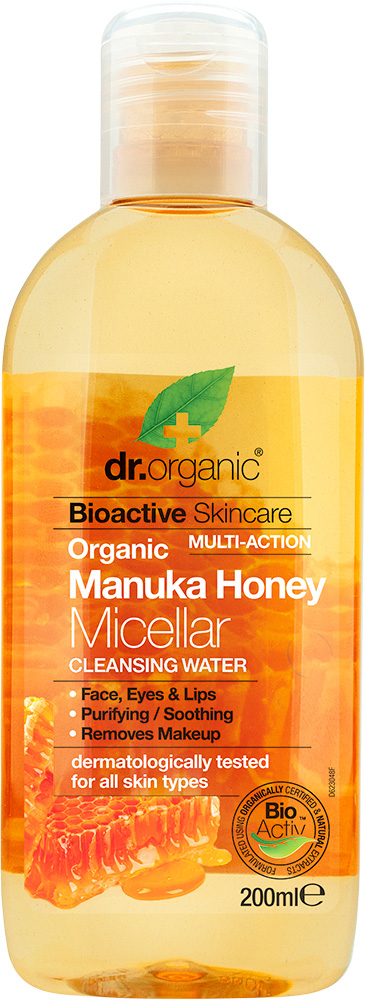 dr.organic®
Bioactive Skincare
MULTI-ACTION
Organic
Manuka Honey
Micellar
CLEANSING WATER
• Face, Eyes & Lips
• Purifying / Soothing
• Removes Makeup
dermatologically tested
for all skin types
FORMULATED USING ORGANICALLY CERTIFIED & NATURAL EXTRACTS
Bio
Activ™
200ml℮